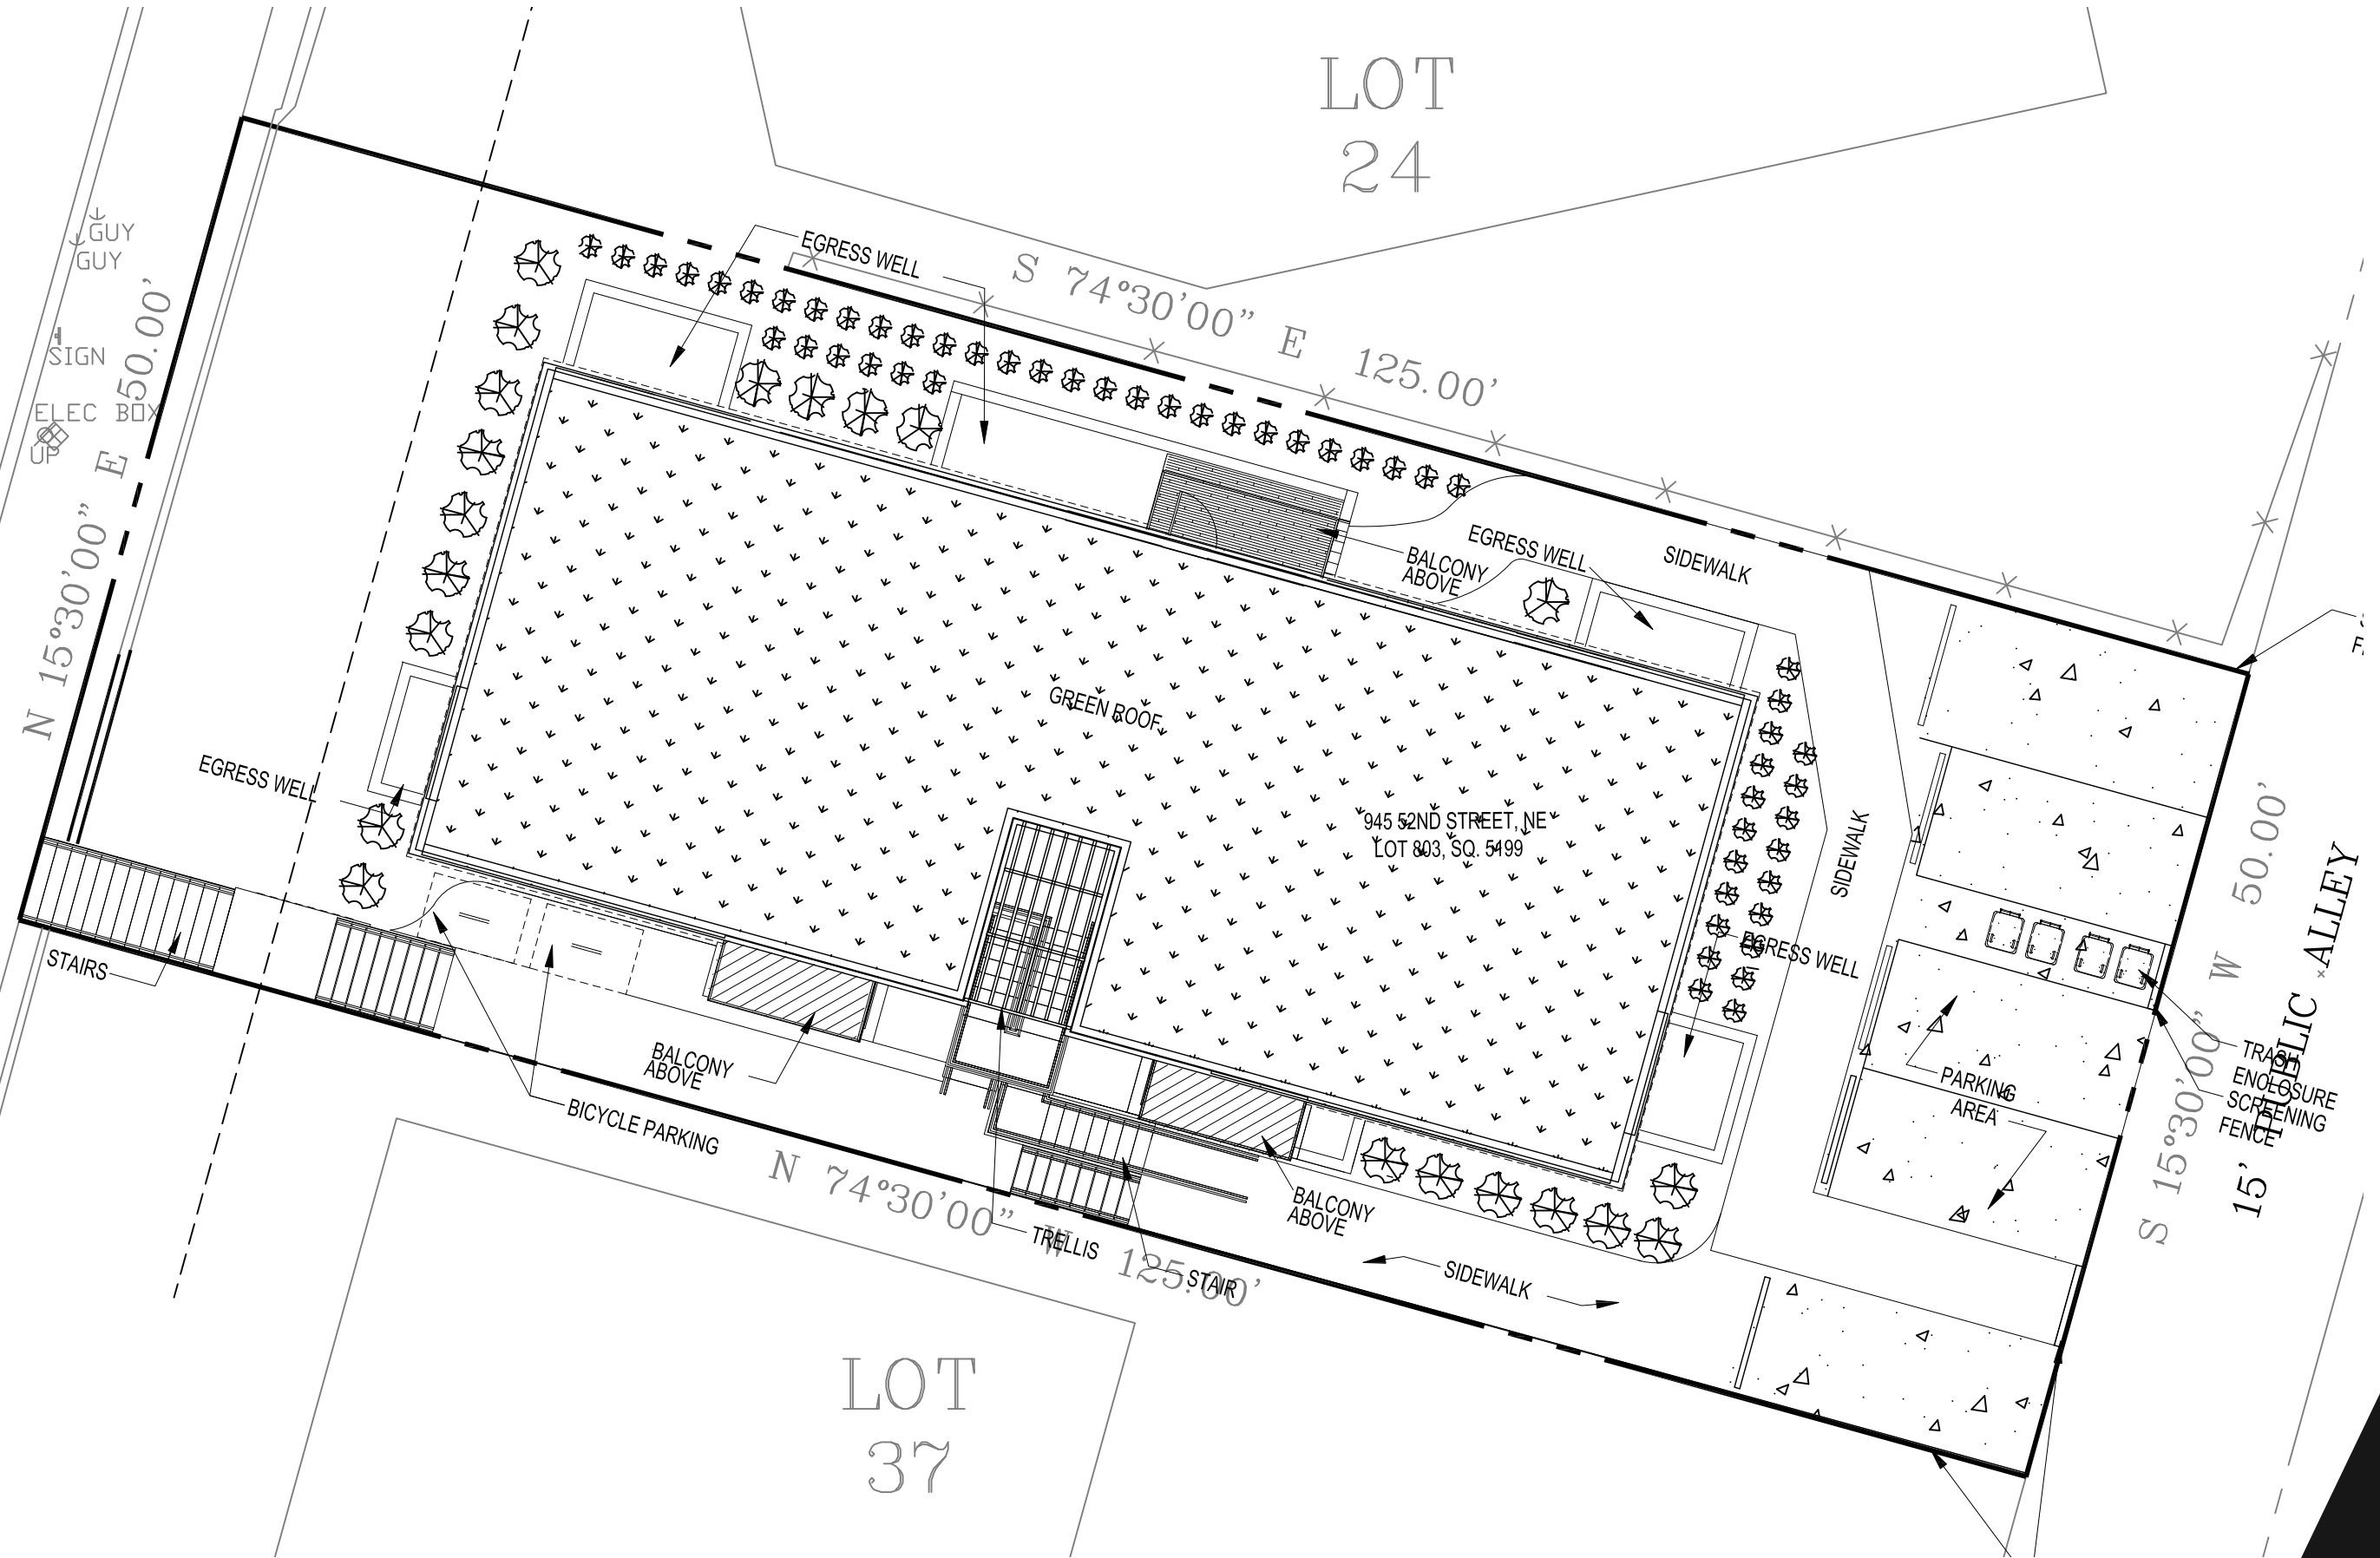 LOT
24
GUY
GUY
SIGN
ELEC BOX
UP
N 15°30'00" E 50.00'
EGRESS WELL
S 74°30'00" E 125.00'
BALCONY
ABOVE
EGRESS WELL
SIDEWALK
GREEN ROOF
EGRESS WELL
945 52ND STREET, NE
LOT 803, SQ. 5199
SIDEWALK
EGRESS WELL
STAIRS
BALCONY
ABOVE
BICYCLE PARKING
N 74°30'00" W 125.00'
TRELLIS
STAIR
BALCONY
ABOVE
SIDEWALK
PARKING
AREA
TRASH
ENCLOSURE
SCREENING
FENCE
S 15°30'00" W 50.00'
15' PUBLIC ALLEY
LOT
37